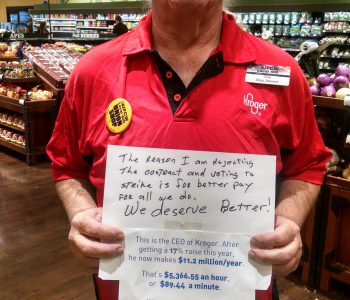 Kroger
The Reason I am Rejecting
The contract and voting to
strike is for better pay
For all we do.
We deserve Better!
This is the CEO of Kroger. After
getting a 17% raise this year,
he now makes $11.2 million/year.
That's $5,366.55 an hour,
or $89.44 a minute.